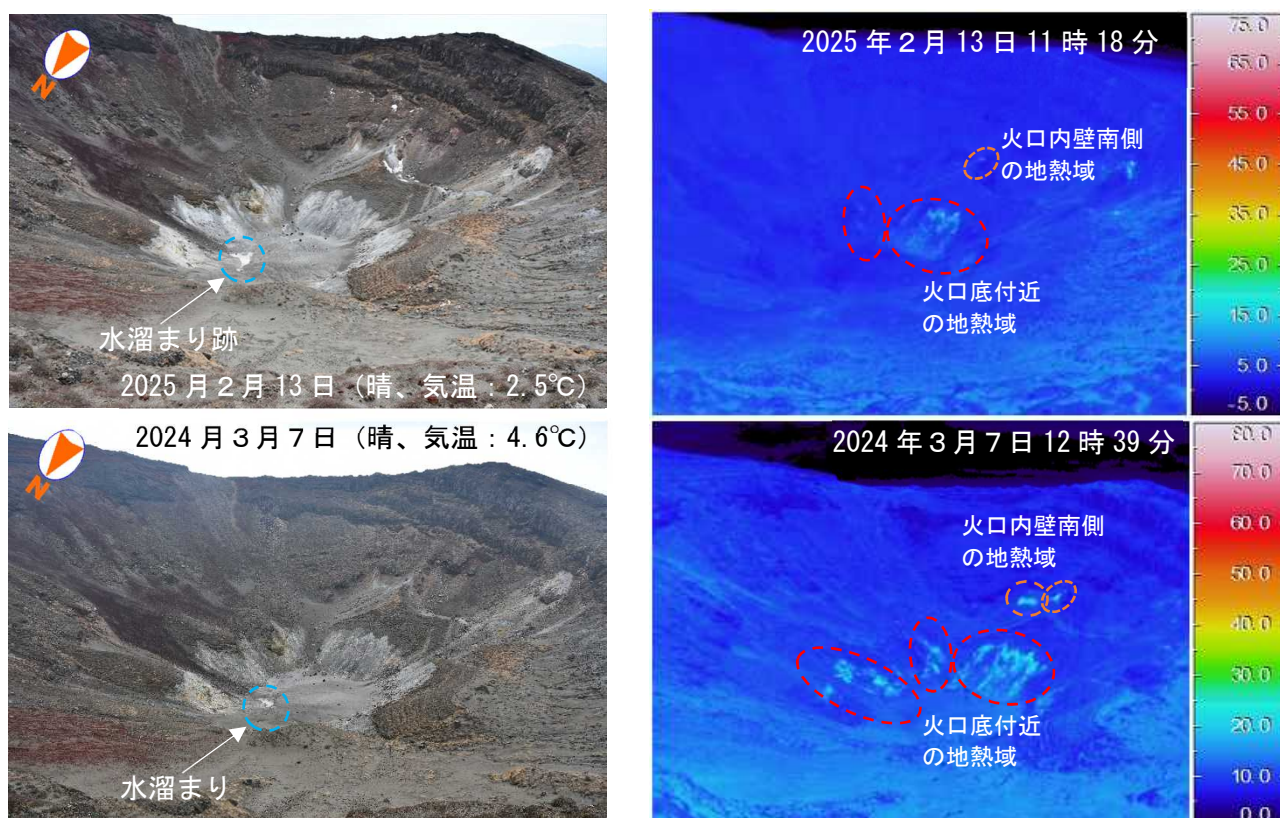 N
水溜まり跡
2025月2月13日（晴、気温：2.5℃）
2025年2月13日11時18分
火口内壁南側
の地熱域
火口底付近
の地熱域
75.0
65.0
55.0
45.0
35.0
25.0
15.0
5.0
-5.0
N
2024月3月7日（晴、気温：4.6℃）
水溜まり
2024年3月7日12時39分
火口内壁南側
の地熱域
火口底付近
の地熱域
80.0
70.0
60.0
50.0
40.0
30.0
20.0
10.0
0.0